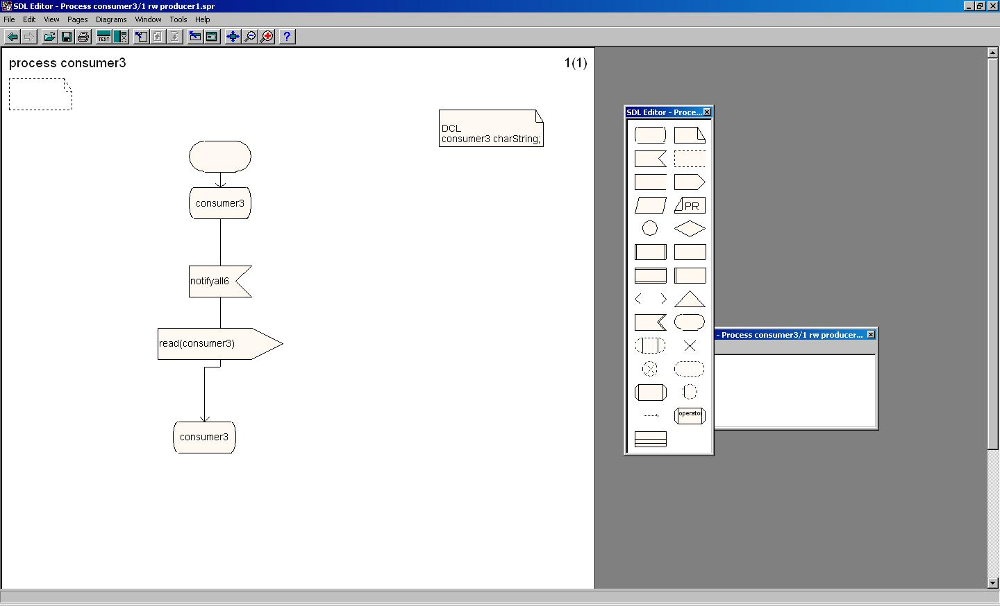 SDL Editor - Process consumer3/1 rw producer1.spr
File Edit View Pages Diagrams Window Tools Help
TEXT
?
process consumer3
1(1)
DCL
consumer3 charString;
consumer3
notifyall6
read(consumer3)
consumer3
SDL Editor - Proce...
PR
operator
- Process consumer3/1 rw producer...